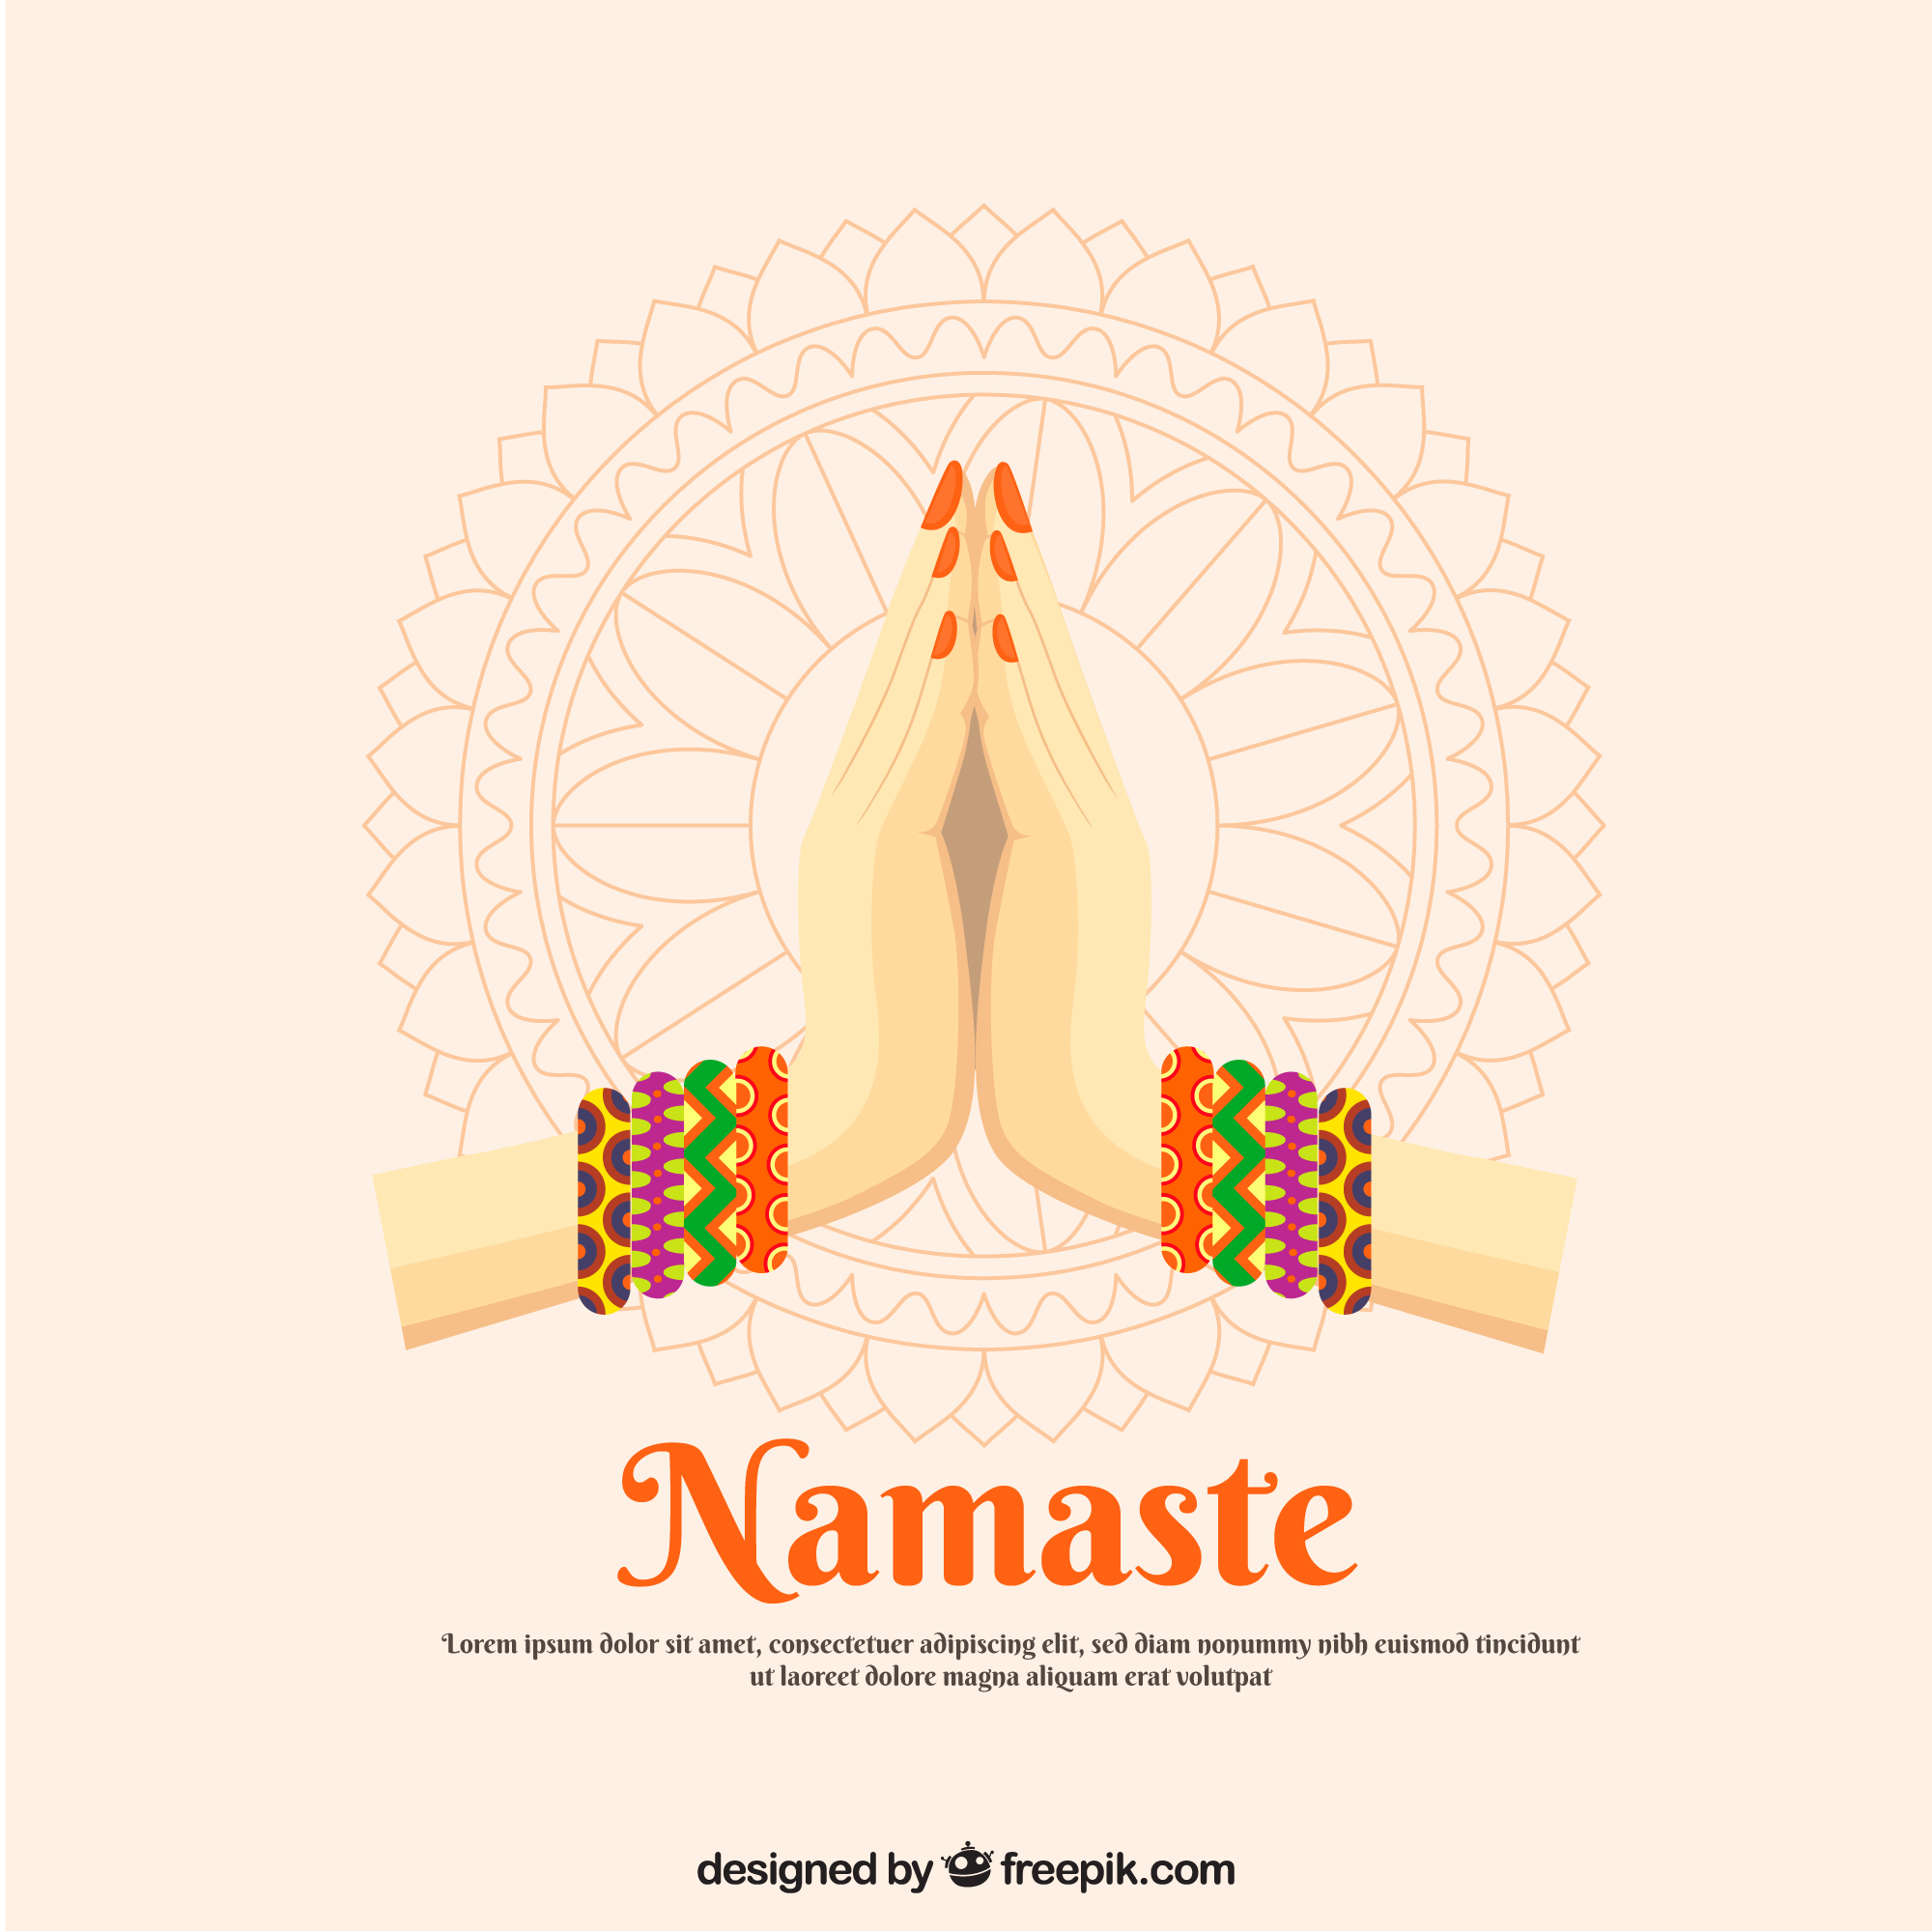 Namaste
Lorem ipsum dolor sit amet, consectetuer adipiscing elit, sed diam nonummy nibh euismod tincidunt
ut laoreet dolore magna aliquam erat volutpat
designed by freepik.com